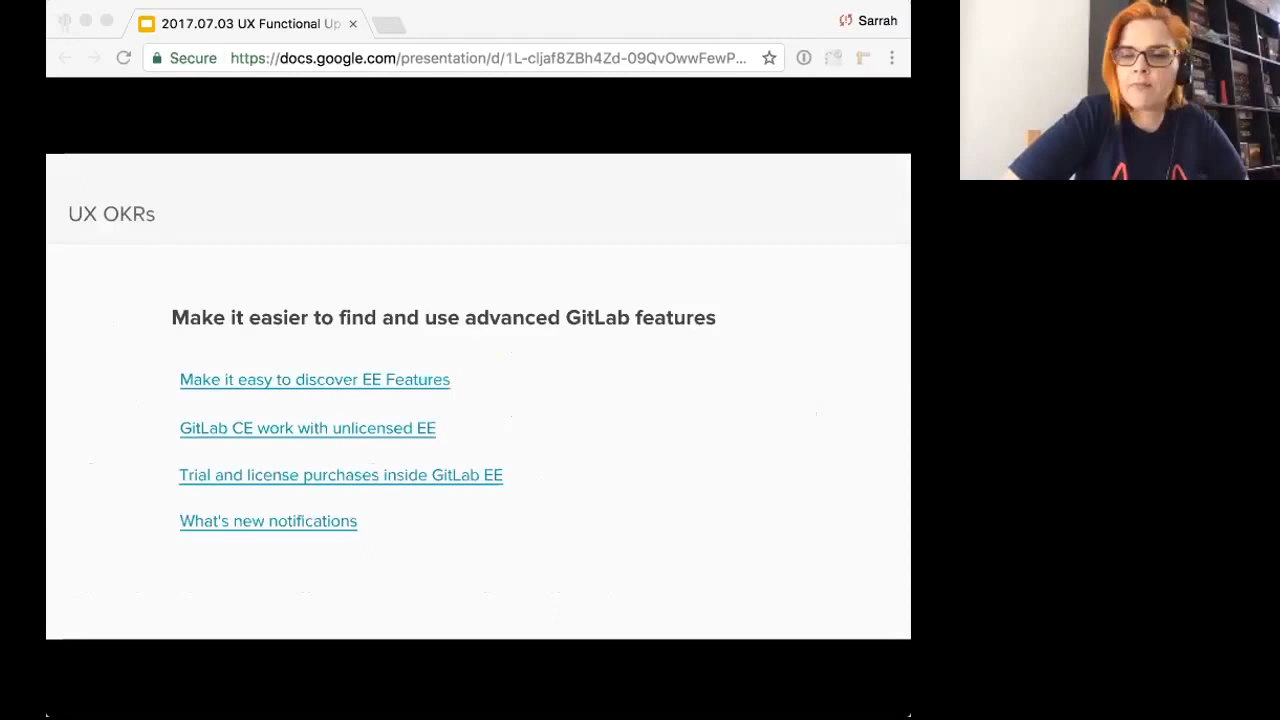 2017.07.03 UX Functional Up
Sarrah
Secure https://docs.google.com/presentation/d/1L-cljaf8ZBh4Zd-09QvOwwFewP...
UX OKRs
Make it easier to find and use advanced GitLab features
Make it easy to discover EE Features
GitLab CE work with unlicensed EE
Trial and license purchases inside GitLab EE
What's new notifications